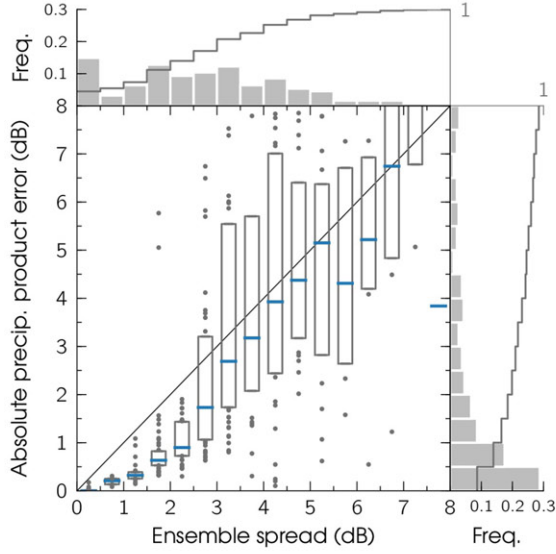 0.3
0.2
0.1
Freq.
1
1
8
7
6
5
4
3
2
1
0
Absolute precip. product error (dB)
0 1 2 3 4 5 6 7 8
0.1 0.2 0.3
Ensemble spread (dB)
Freq.